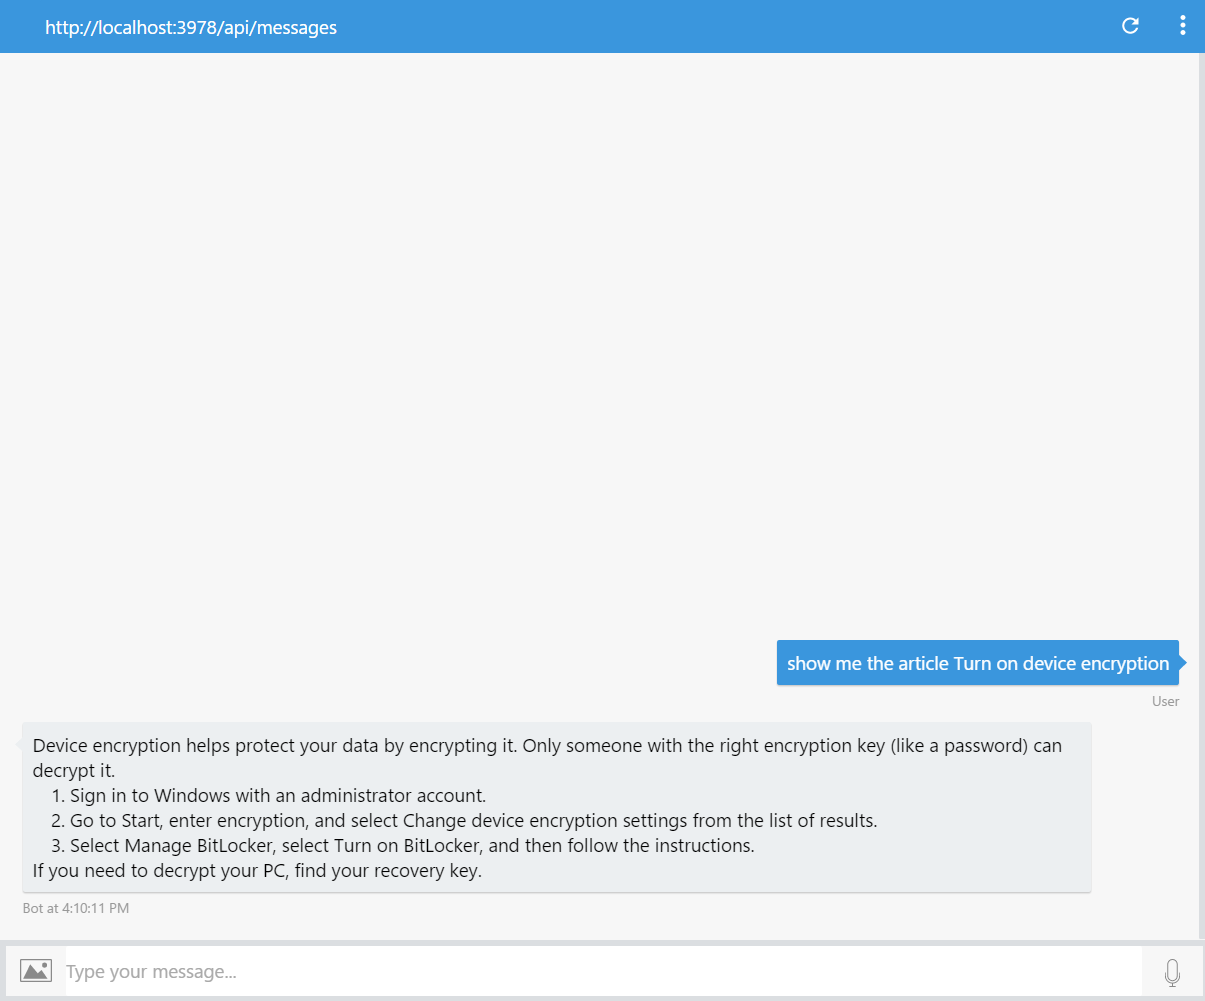 http://localhost:3978/api/messages
show me the article Turn on device encryption
User
Device encryption helps protect your data by encrypting it. Only someone with the right encryption key (like a password) can
decrypt it.
1. Sign in to Windows with an administrator account.
2. Go to Start, enter encryption, and select Change device encryption settings from the list of results.
3. Select Manage BitLocker, select Turn on BitLocker, and then follow the instructions.
If you need to decrypt your PC, find your recovery key.
Bot at 4:10:11 PM
Type your message...